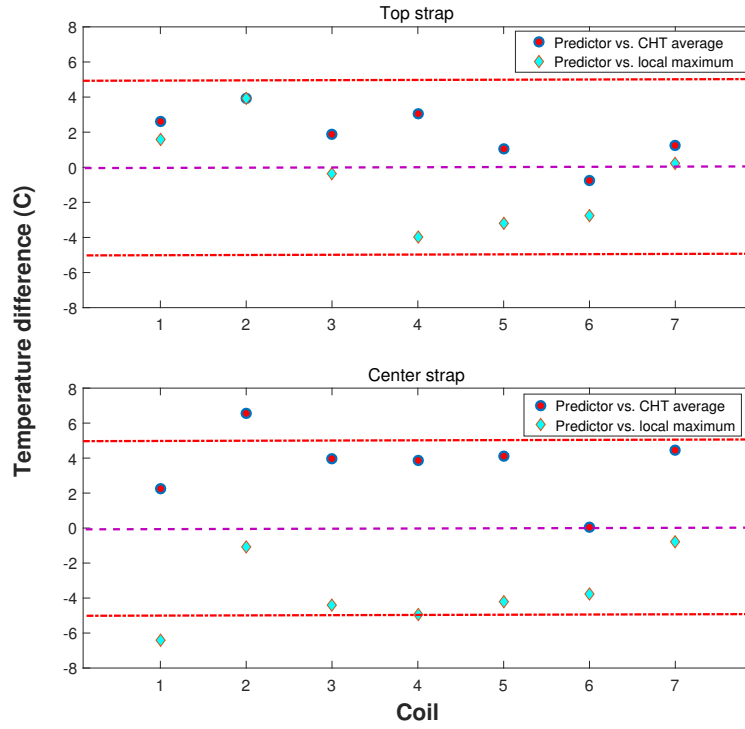 Top strap
8
6
4
2
0
-2
-4
-6
-8
Predictor vs. CHT average
Predictor vs. local maximum
1 2 3 4 5 6 7
Temperature difference (C)
Center strap
8
6
4
2
0
-2
-4
-6
-8
Predictor vs. CHT average
Predictor vs. local maximum
1 2 3 4 5 6 7
Coil